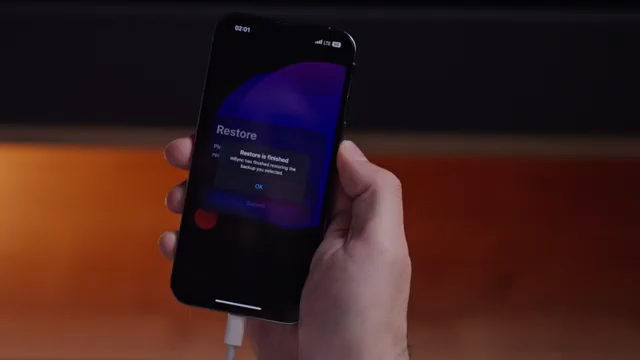 02:01
LTE
Restore
Restore is finished
has finished restoring the
backup you selected.
OK